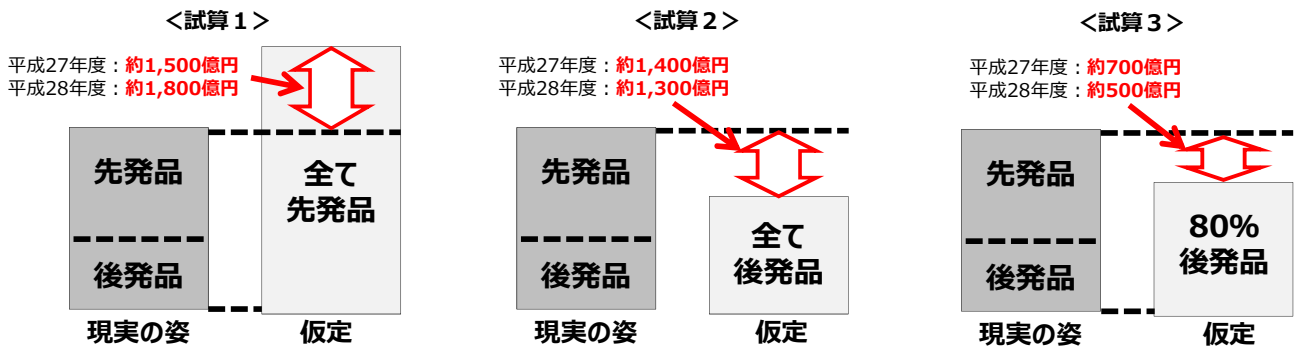 <試算１>
平成27年度：約1,500億円
平成28年度：約1,800億円
先発品
後発品
現実の姿
全て
先発品
仮定
<試算２>
平成27年度：約1,400億円
平成28年度：約1,300億円
先発品
後発品
現実の姿
全て
後発品
仮定
<試算３>
平成27年度：約700億円
平成28年度：約500億円
先発品
後発品
現実の姿
80%
後発品
仮定